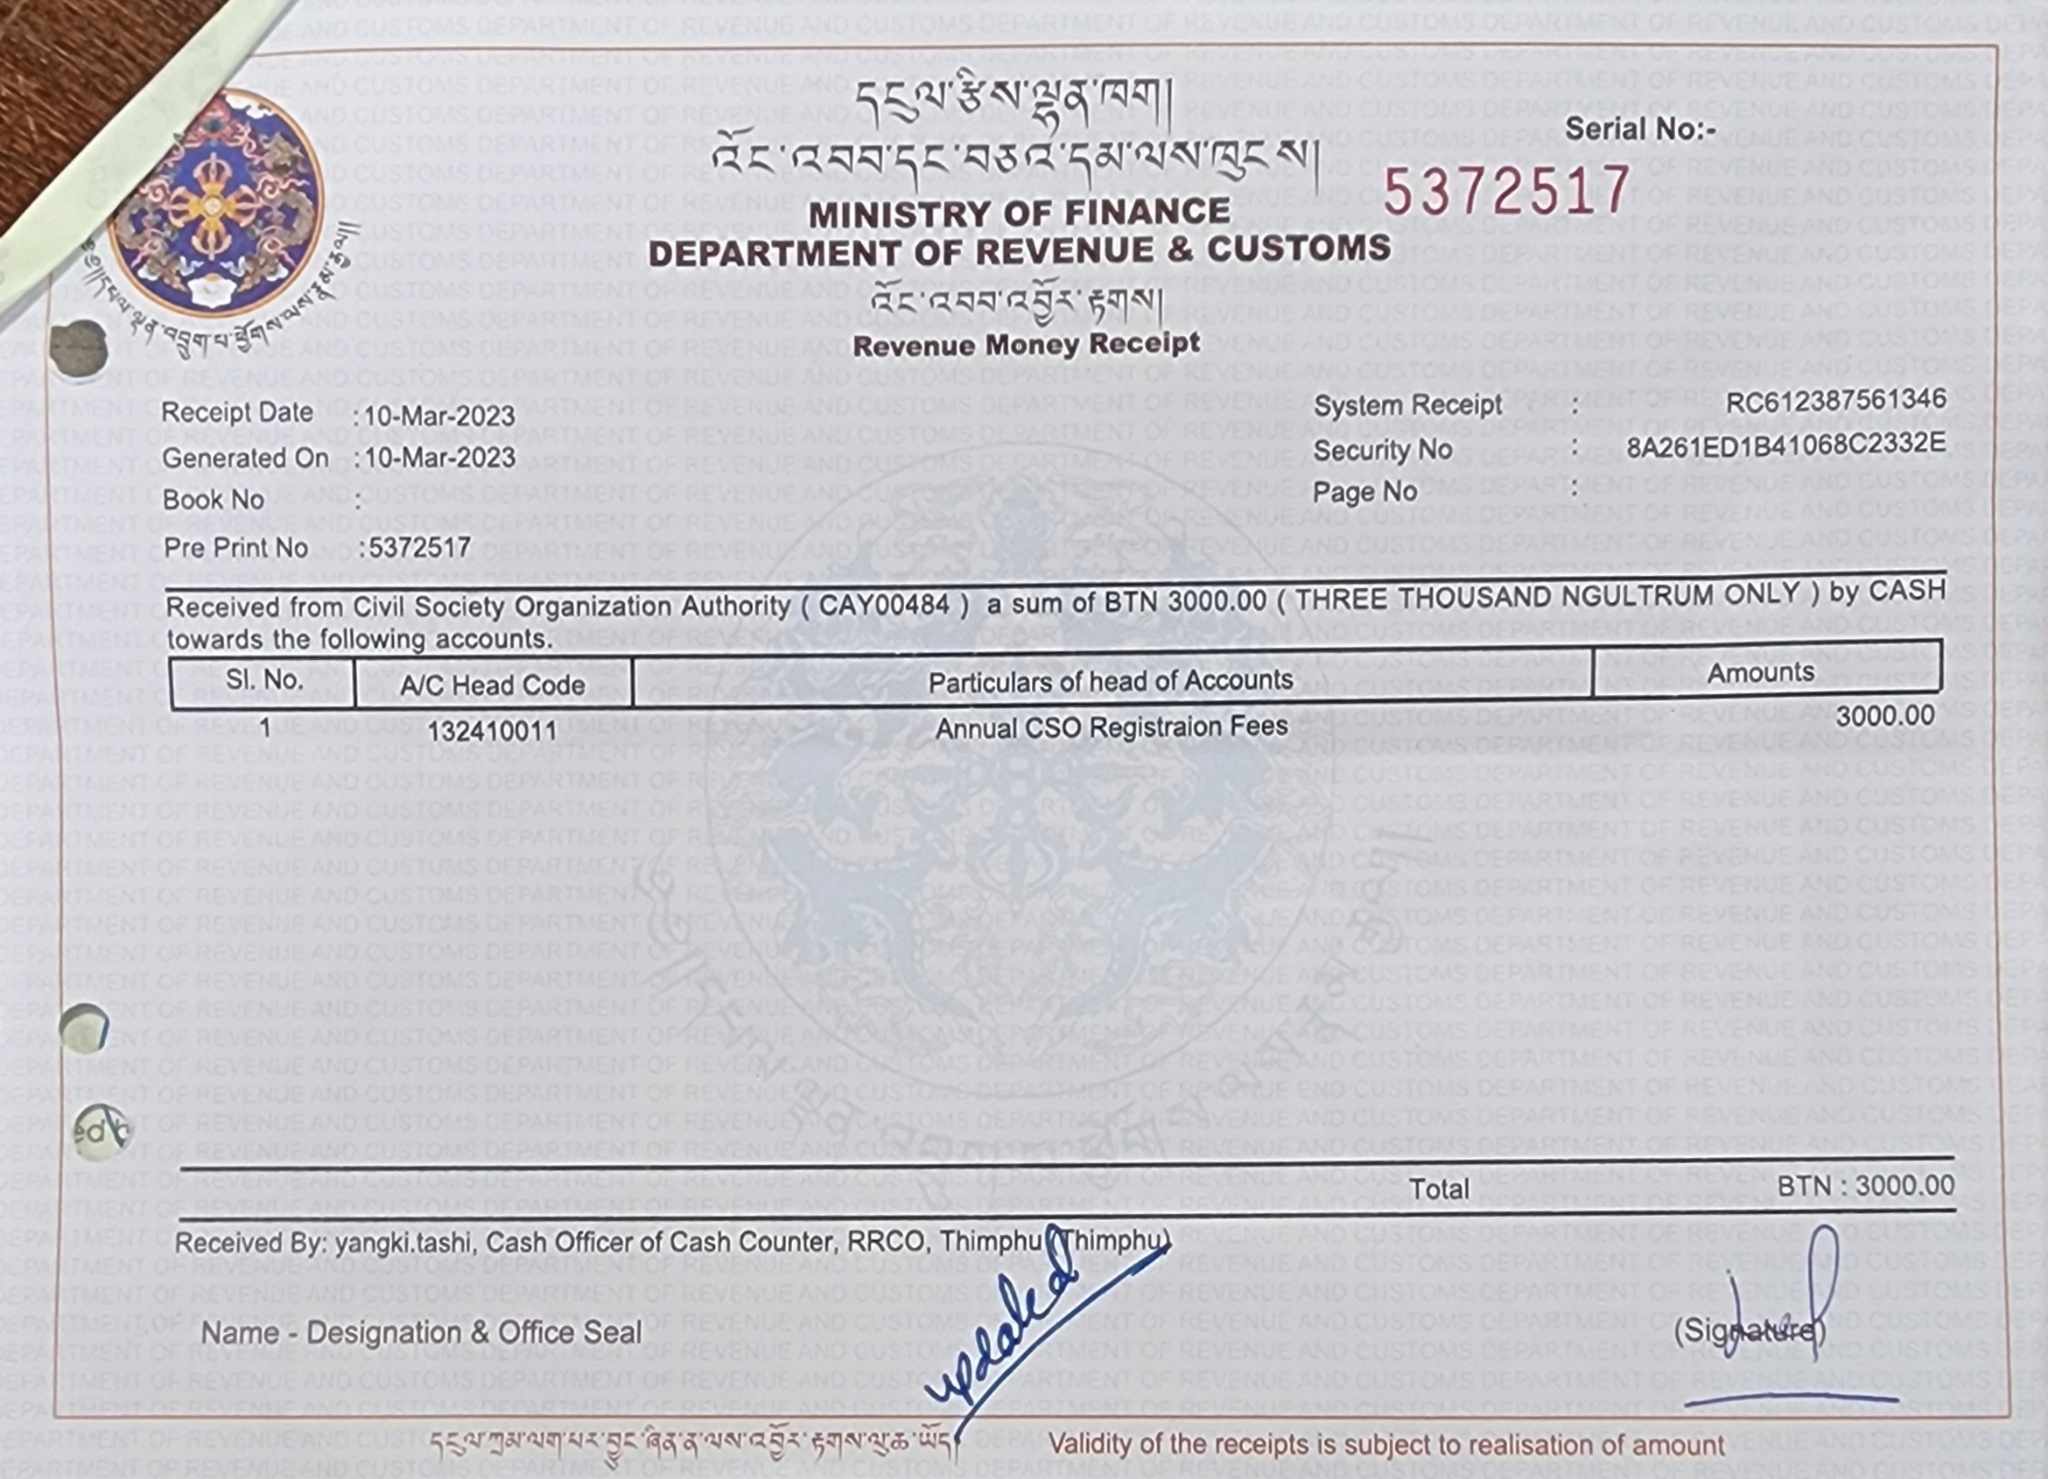 དངུལ་རྩིས་ལྷན་ཁག།
འོང་འབབ་དང་བཅའ་དམ་ལས་ཁུངས།
Serial No:-
5372517
MINISTRY OF FINANCE
DEPARTMENT OF REVENUE & CUSTOMS
འོང་འབབ་འབྱོར་རྟགས།
Revenue Money Receipt
དཔལ་ལྡན་འབྲུག་པ་ཕྱོགས་ལས་རྣམ་རྒྱལ།
Receipt Date : 10-Mar-2023
System Receipt : RC612387561346
Generated On : 10-Mar-2023
Security No : 8A261ED1B41068C2332E
Book No :
Page No :
Pre Print No : 5372517
Received from Civil Society Organization Authority ( CAY00484 ) a sum of BTN 3000.00 ( THREE THOUSAND NGULTRUM ONLY ) by CASH
towards the following accounts.
Sl. No. A/C Head Code Particulars of head of Accounts Amounts
1 132410011 Annual CSO Registraion Fees 3000.00
Total BTN : 3000.00
Received By: yangki.tashi, Cash Officer of Cash Counter, RRCO, Thimphu (Thimphu)
updated
Name - Designation & Office Seal
(Signature)
Validity of the receipts is subject to realisation of amount